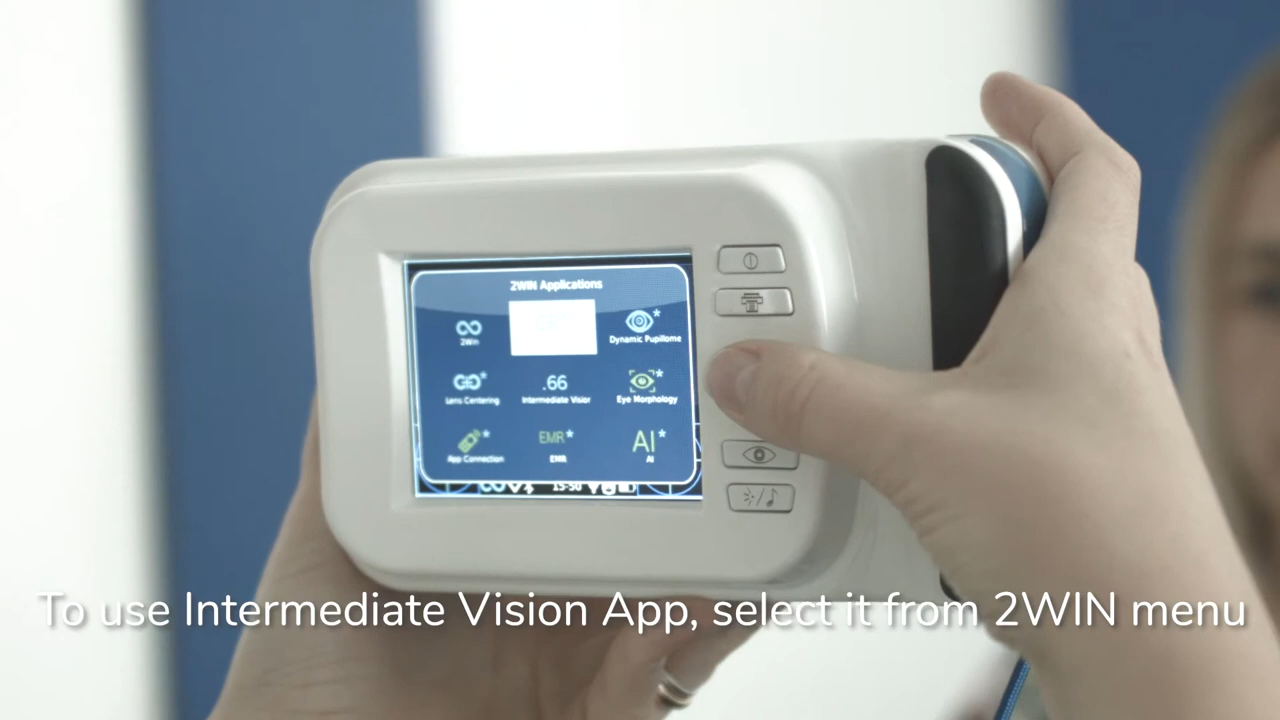 2WIN Applications
2Win
Dynamic Pupillome
Lens Centering
.66
Intermediate Vision
Eye Morphology
App Connection
EMR
EMR
AI
AI
15:50
To use Intermediate Vision App, select it from 2WIN menu